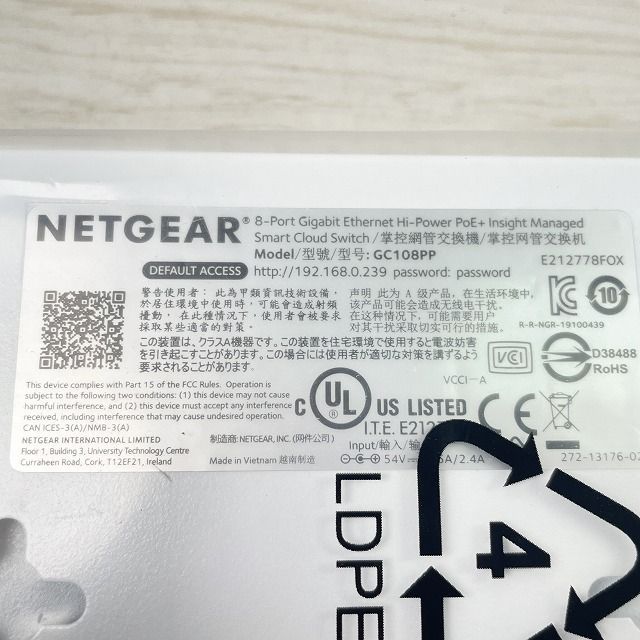 NETGEAR® 8-Port Gigabit Ethernet Hi-Power PoE+ Insight Managed
Smart Cloud Switch/掌控網管交換機/掌控网管交换机
Model/型號/型号: GC108PP
E212778FOX
DEFAULT ACCESS http://192.168.0.239 password: password
警告使用者: 此為甲類資訊技術設備，
於居住環境中使用時，可能會造成射頻
擾動，在此種情況下，使用者會被要求
採取某些適當的對策。
声明 此为 A 级产品，在生活环境中，
该产品可能会造成无线电干扰。
在这种情况下，可能需要用户
对其干扰采取切实可行的措施。
10
R-R-NGR-19100439
この装置は、クラスA機器です。この装置を住宅環境で使用すると電波妨害
を引き起こすことがあります。この場合には使用者が適切な対策を講ずるよう
要求されることがあります。
VCCI-A
VCI
D38488
RoHS
This device complies with Part 15 of the FCC Rules. Operation is
subject to the following two conditions: (1) this device may not cause
harmful interference, and (2) this device must accept any interference
received, including interference that may cause undesired operation.
CAN ICES-3(A)/NMB-3(A)
C UL US LISTED
I.T.E. E212
CE
NETGEAR INTERNATIONAL LIMITED
Floor 1, Building 3, University Technology Centre
Curraheen Road, Cork, T12EF21, Ireland
制造商: NETGEAR, INC. (网件公司)
Made in Vietnam 越南制造
Input/輸入/输
54V 6A/2.4A
272-13176-02
4
LDPE